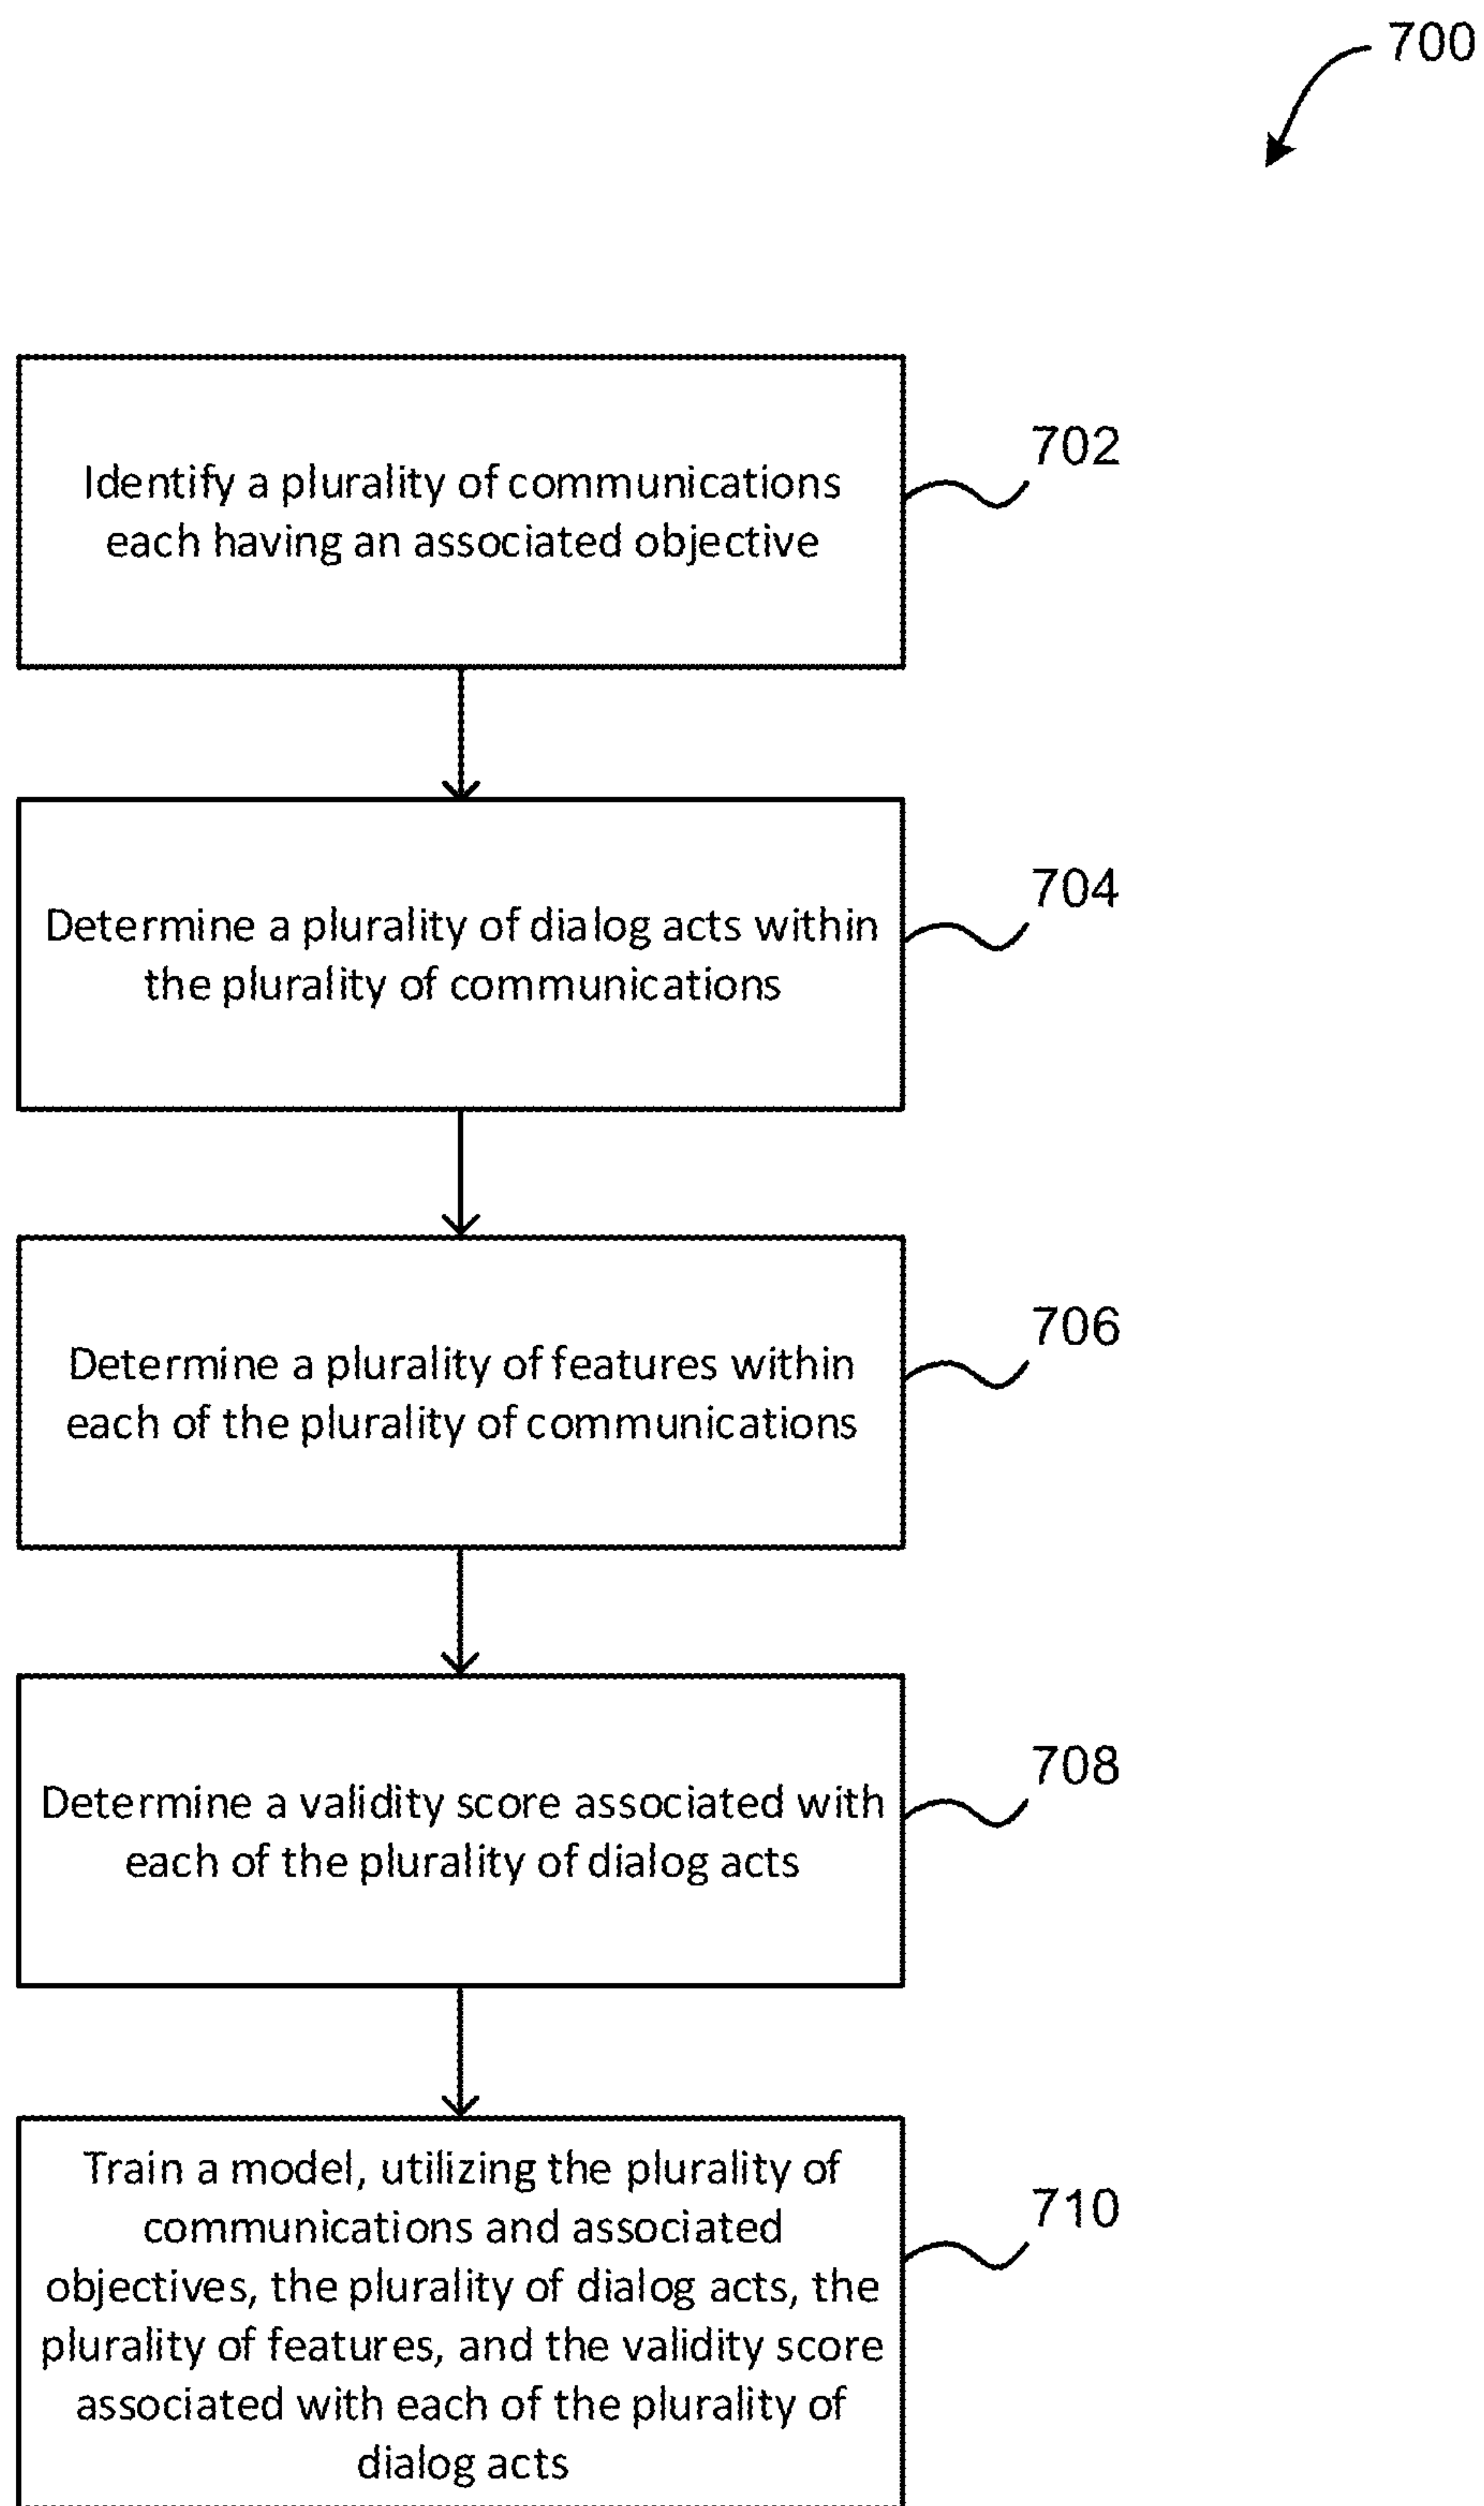 700
Identify a plurality of communications
each having an associated objective
702
Determine a plurality of dialog acts within
the plurality of communications
704
Determine a plurality of features within
each of the plurality of communications
706
Determine a validity score associated with
each of the plurality of dialog acts
708
Train a model, utilizing the plurality of
communications and associated
objectives, the plurality of dialog acts, the
plurality of features, and the validity score
associated with each of the plurality of
dialog acts
710